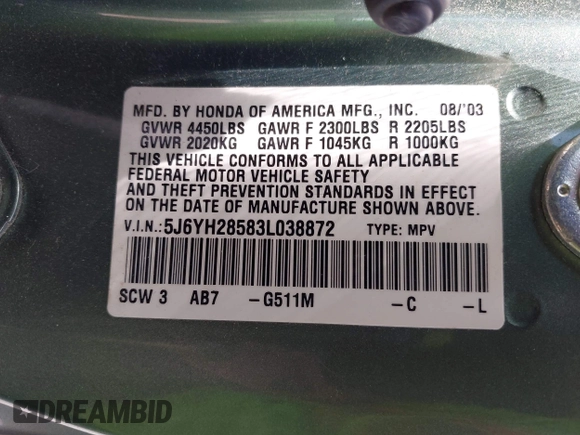 MFD. BY HONDA OF AMERICA MFG., INC. 08/'03
GVWR 4450LBS GAWR F 2300LBS R 2205LBS
GVWR 2020KG GAWR F 1045KG R 1000KG
THIS VEHICLE CONFORMS TO ALL APPLICABLE
FEDERAL MOTOR VEHICLE SAFETY
AND THEFT PREVENTION STANDARDS IN EFFECT
ON THE DATE OF MANUFACTURE SHOWN ABOVE.
V.I.N.:5J6YH28583L038872 TYPE: MPV
SCW 3 AB7 -G511M -C -L
DREAMBID